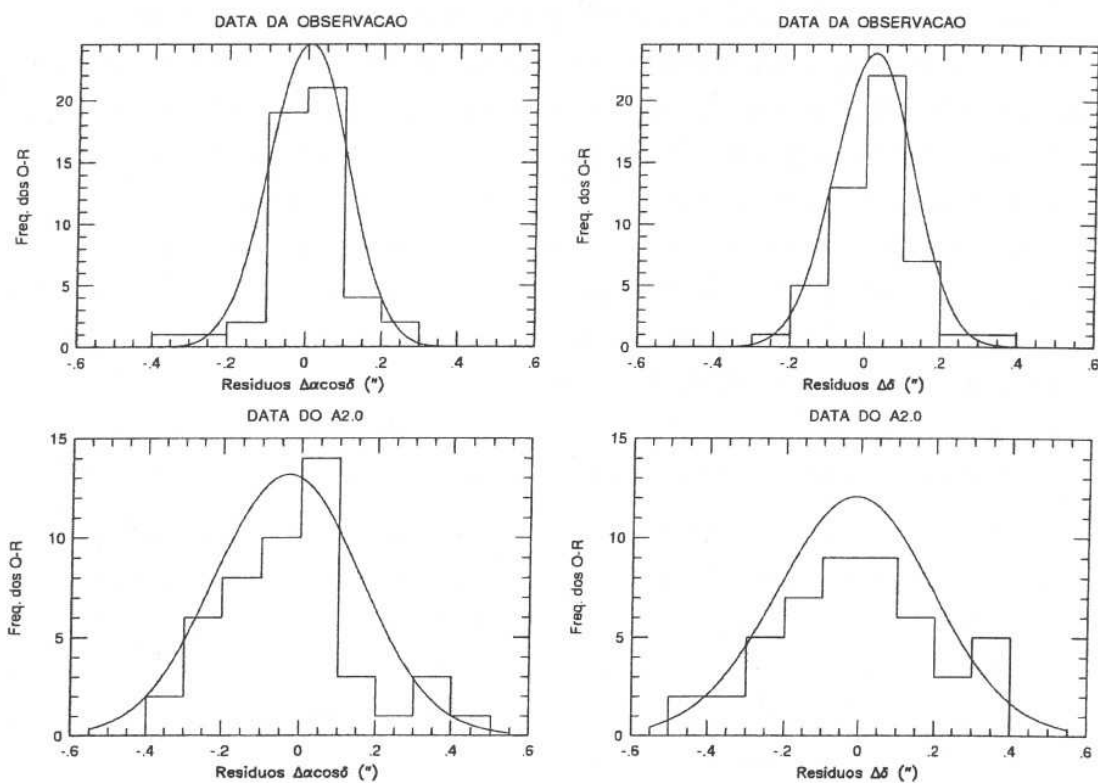 DATA DA OBSERVACAO
20
15
10
5
0
Freq. dos O-R
-.6 -.4 -.2 0 .2 .4 .6
Residuos Δαcosδ (")
DATA DA OBSERVACAO
20
15
10
5
0
Freq. dos O-R
-.6 -.4 -.2 0 .2 .4 .6
Residuos Δδ (")
DATA DO A2.0
15
10
5
0
Freq. dos O-R
-.6 -.4 -.2 0 .2 .4 .6
Residuos Δαcosδ (")
DATA DO A2.0
15
10
5
0
Freq. dos O-R
-.6 -.4 -.2 0 .2 .4 .6
Residuos Δδ (")